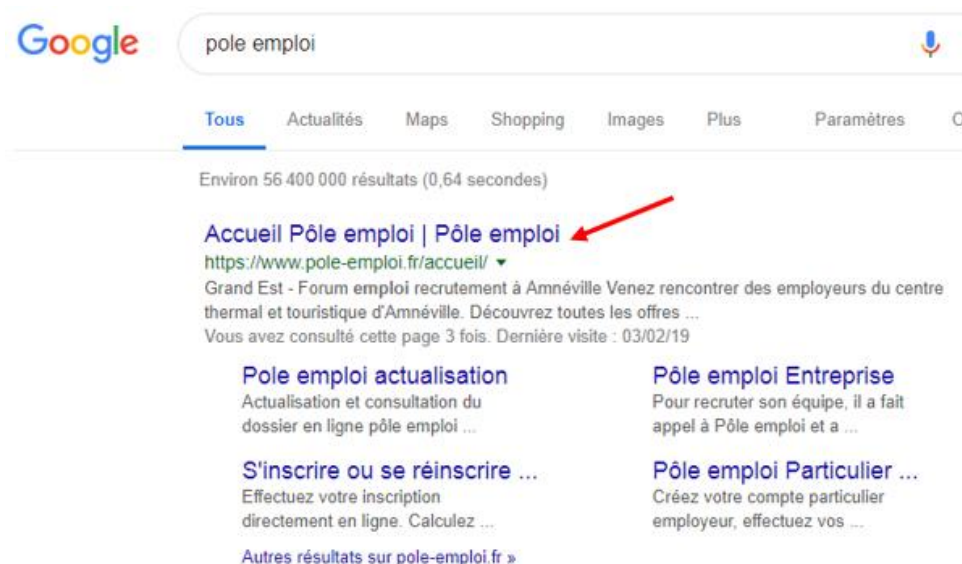 Google
pole emploi
Tous Actualités Maps Shopping Images Plus Paramètres
Environ 56 400 000 résultats (0,64 secondes)
Accueil Pôle emploi | Pôle emploi
https://www.pole-emploi.fr/accueil/
Grand Est - Forum emploi recrutement à Amnéville Venez rencontrer des employeurs du centre
thermal et touristique d'Amnéville. Découvrez toutes les offres ...
Vous avez consulté cette page 3 fois. Dernière visite : 03/02/19
Pole emploi actualisation
Actualisation et consultation du
dossier en ligne pôle emploi ...
Pôle emploi Entreprise
Pour recruter son équipe, il a fait
appel à Pôle emploi et a ...
S'inscrire ou se réinscrire ...
Effectuez votre inscription
directement en ligne. Calculez ...
Pôle emploi Particulier ...
Créez votre compte particulier
employeur, effectuez vos ...
Autres résultats sur pole-emploi.fr »